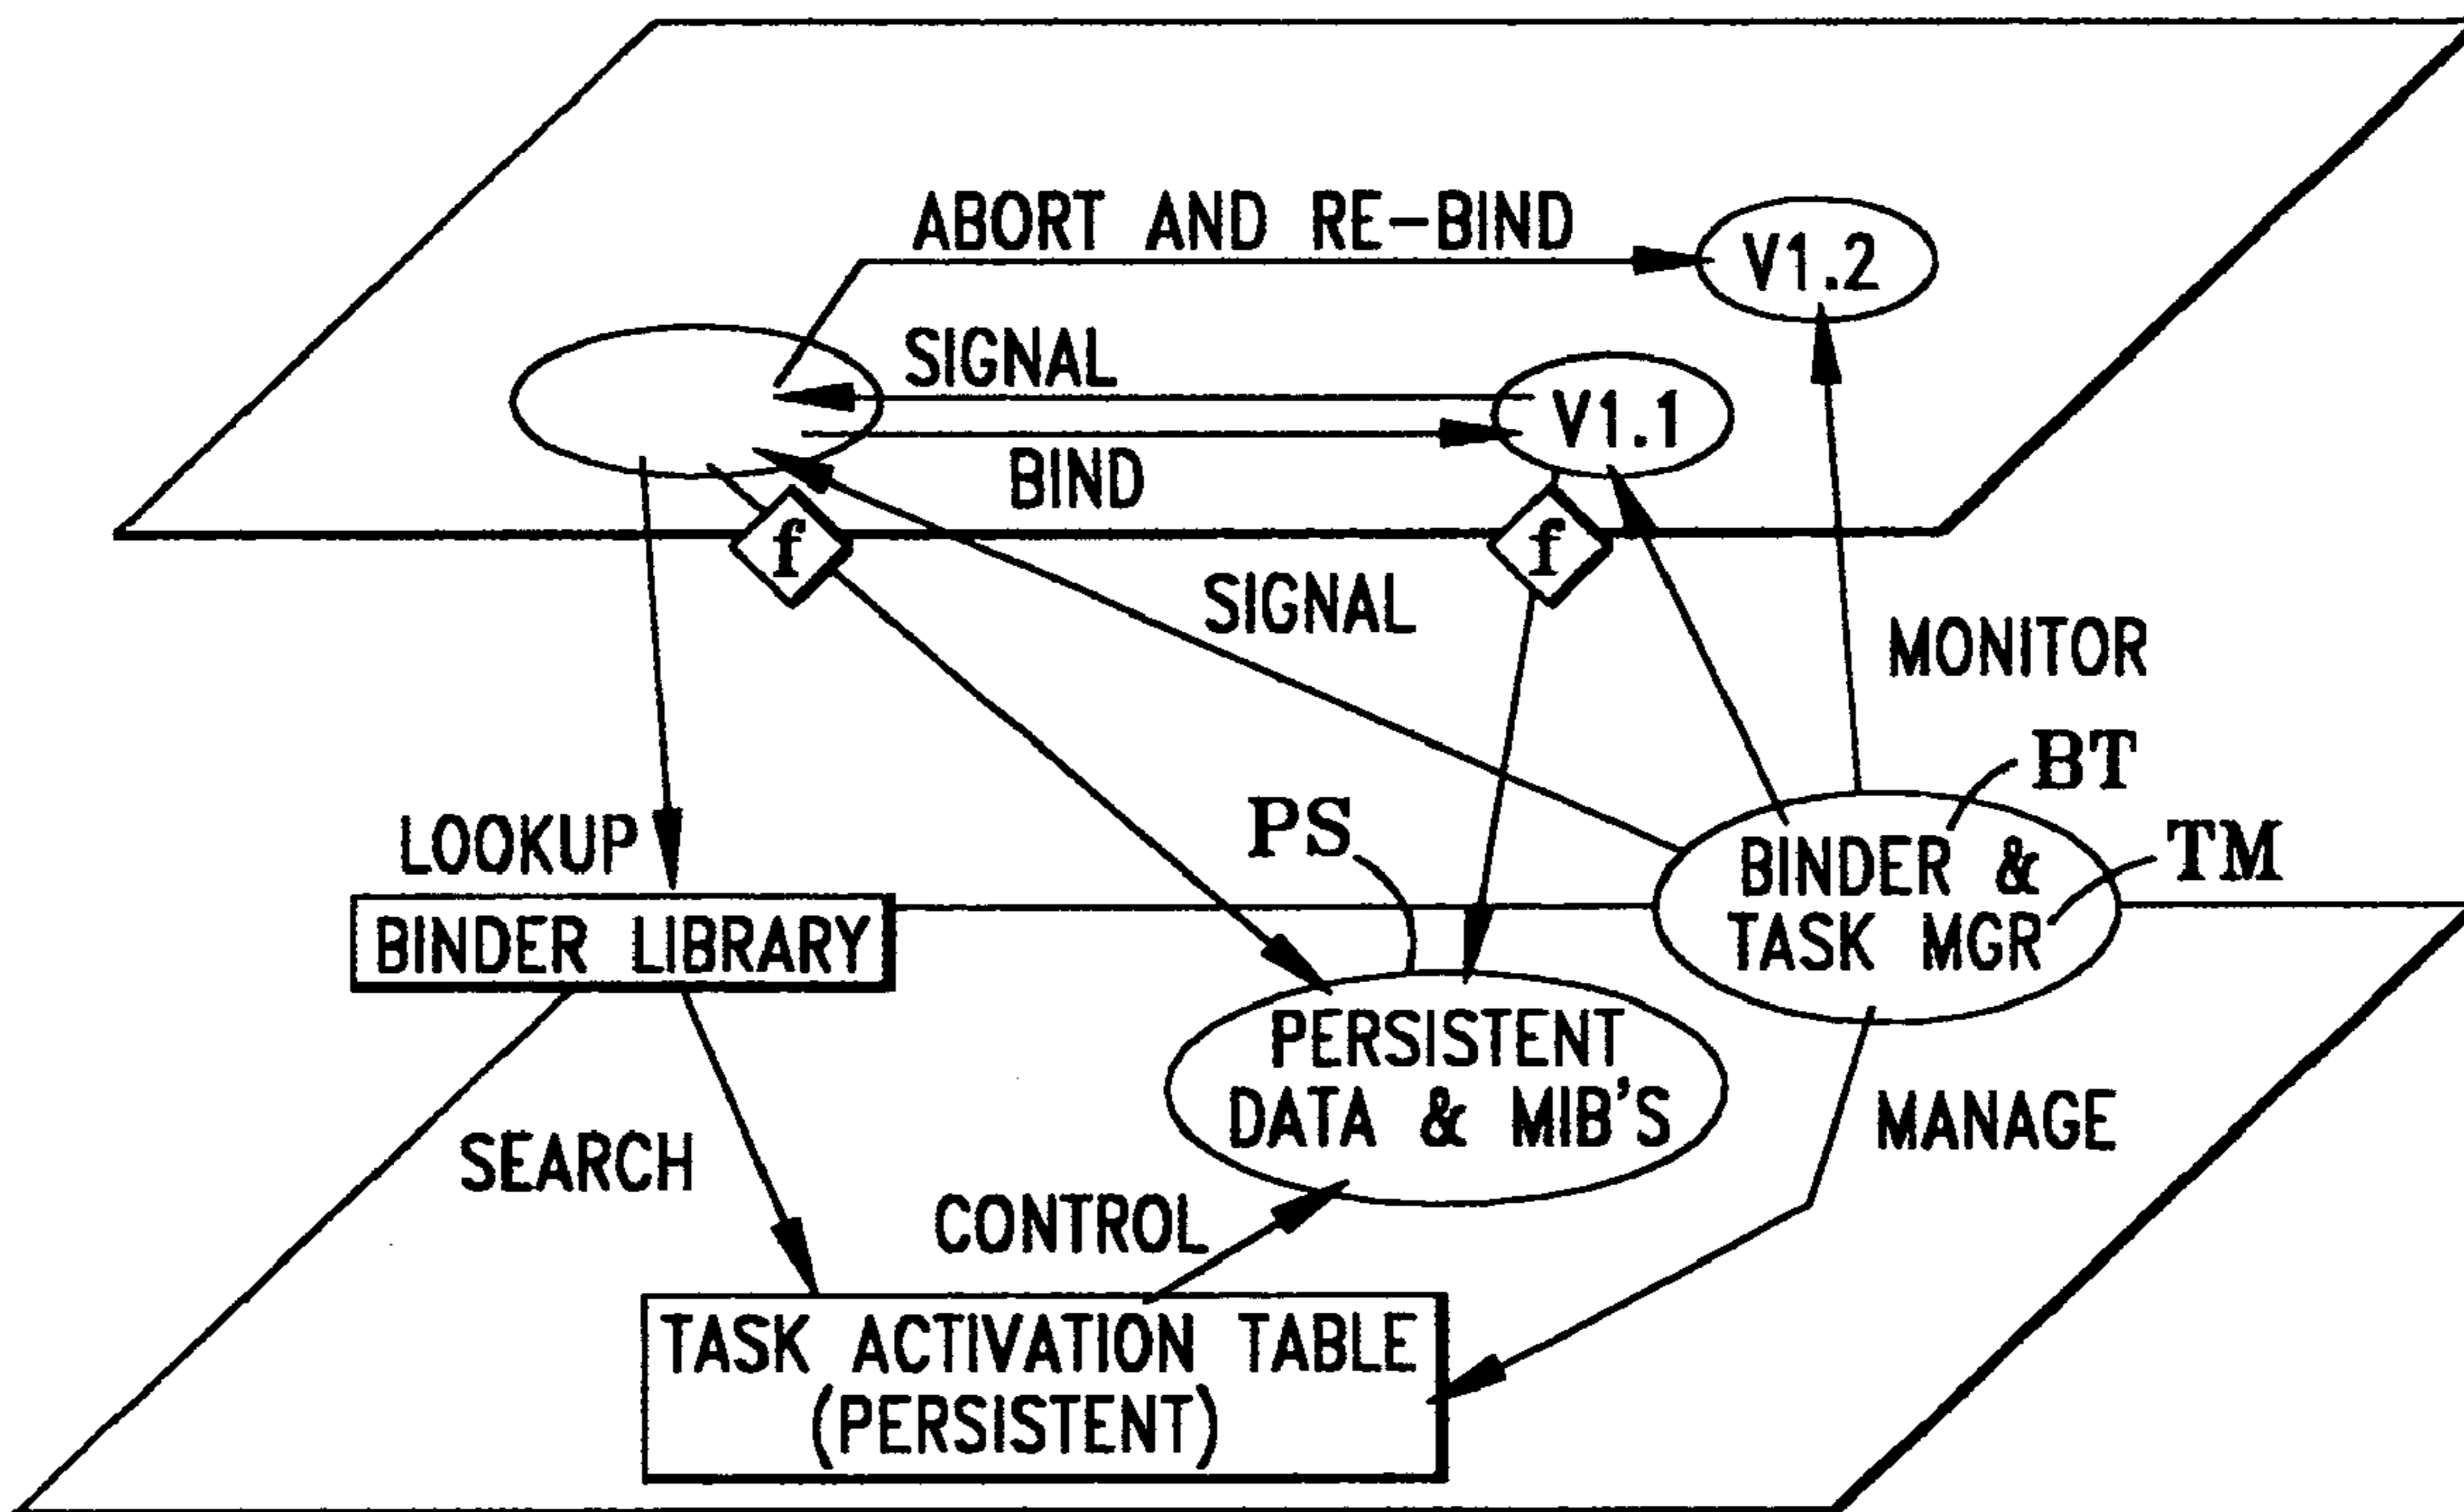 ABORT AND RE-BIND
V1.2
SIGNAL
V1.1
BIND
f
f
SIGNAL
MONITOR
BT
PS
LOOKUP
BINDER &
TM
TASK MGR
BINDER LIBRARY
PERSISTENT
DATA & MIB'S
MANAGE
SEARCH
CONTROL
TASK ACTIVATION TABLE
(PERSISTENT)